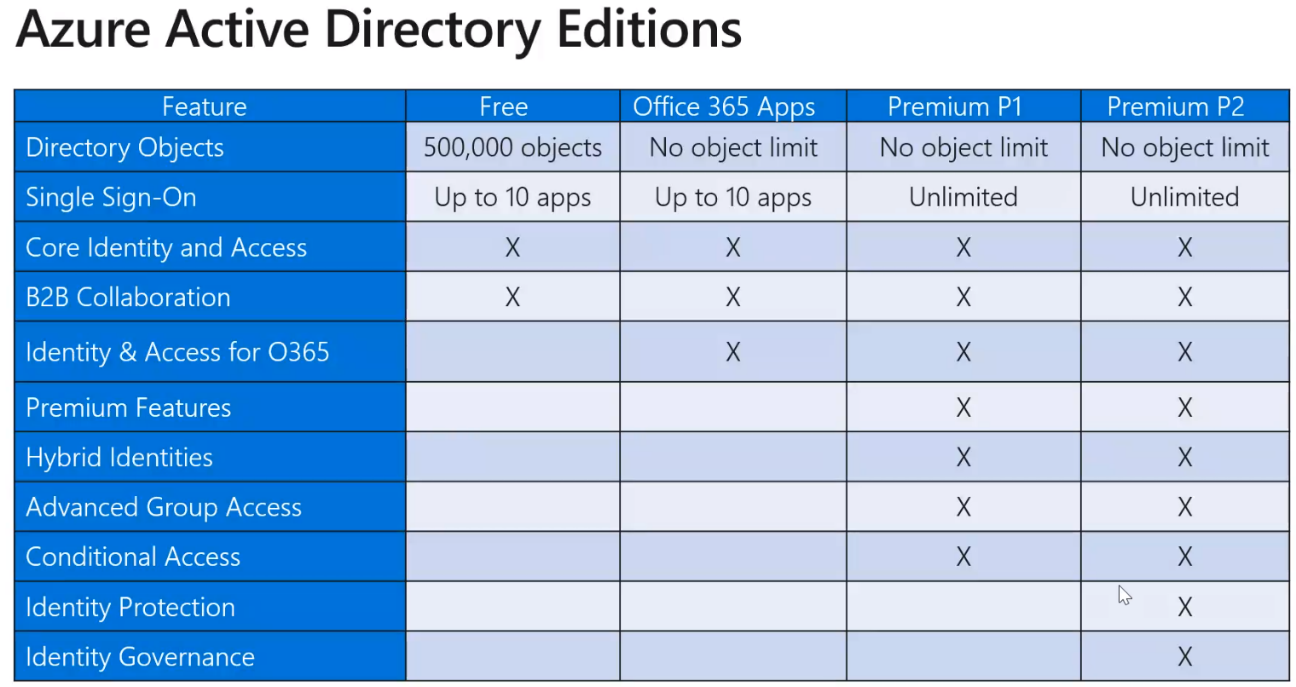 Azure Active Directory Editions
Feature Free Office 365 Apps Premium P1 Premium P2
Directory Objects 500,000 objects No object limit No object limit No object limit
Single Sign-On Up to 10 apps Up to 10 apps Unlimited Unlimited
Core Identity and Access X X X X
B2B Collaboration X X X X
Identity & Access for O365 X X X
Premium Features X X
Hybrid Identities X X
Advanced Group Access X X
Conditional Access X X
Identity Protection X
Identity Governance X